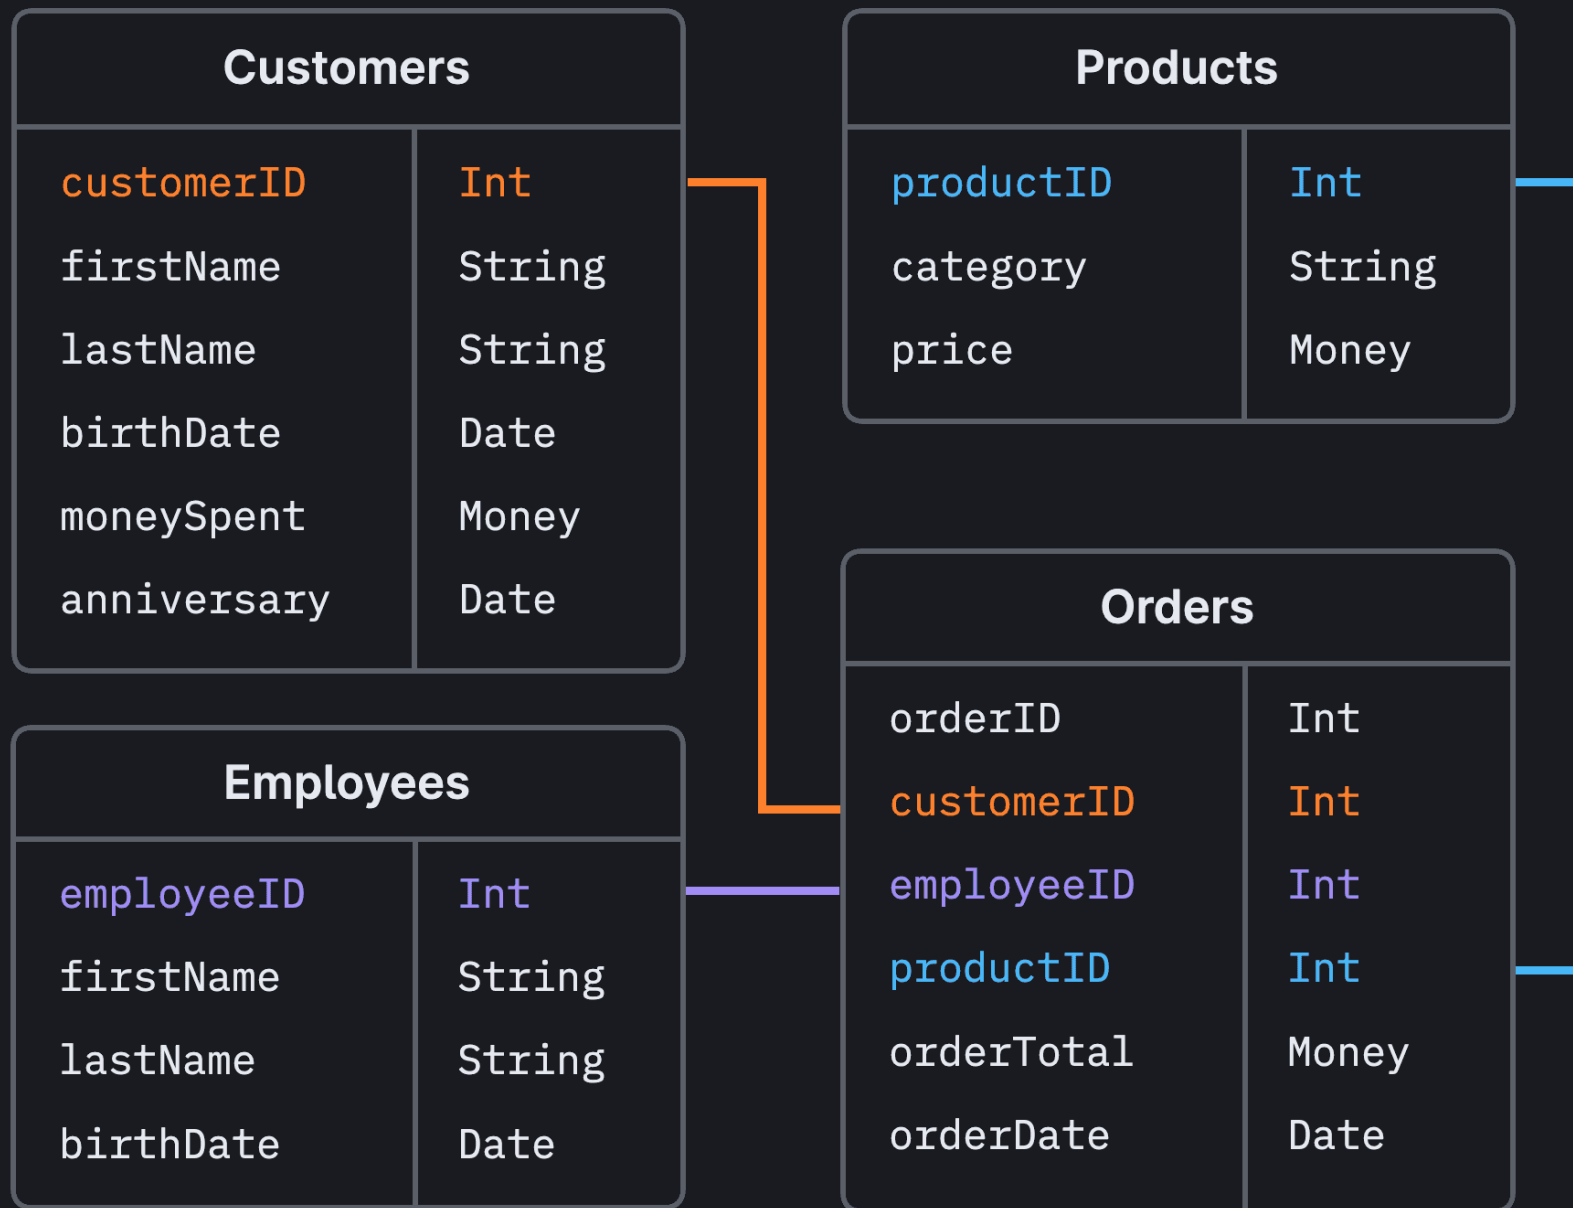 Customers
customerID Int
firstName String
lastName String
birthDate Date
moneySpent Money
anniversary Date
Products
productID Int
category String
price Money
Employees
employeeID Int
firstName String
lastName String
birthDate Date
Orders
orderID Int
customerID Int
employeeID Int
productID Int
orderTotal Money
orderDate Date